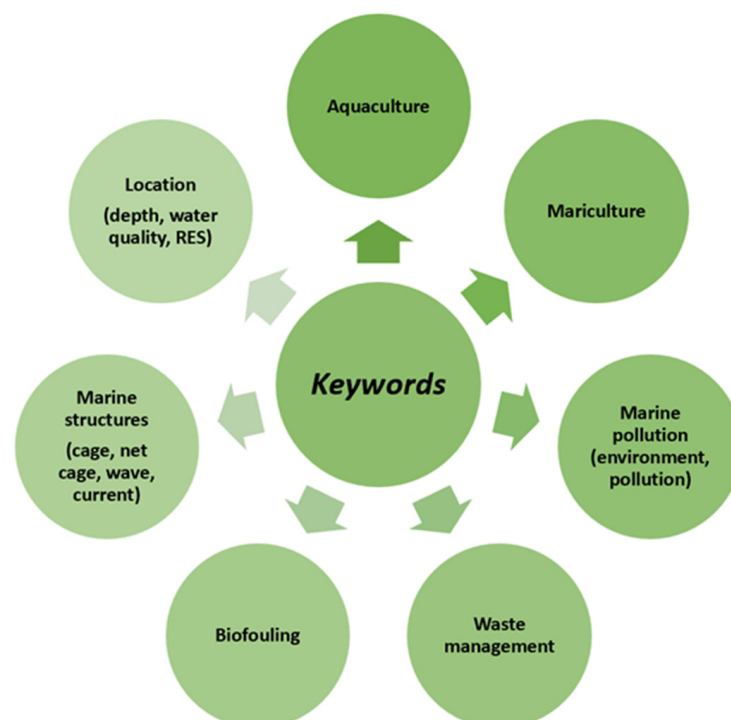 Aquaculture
Mariculture
Marine
pollution
(environment,
pollution)
Waste
management
Biofouling
Marine
structures
(cage, net
cage, wave,
current)
Location
(depth, water
quality, RES)
Keywords